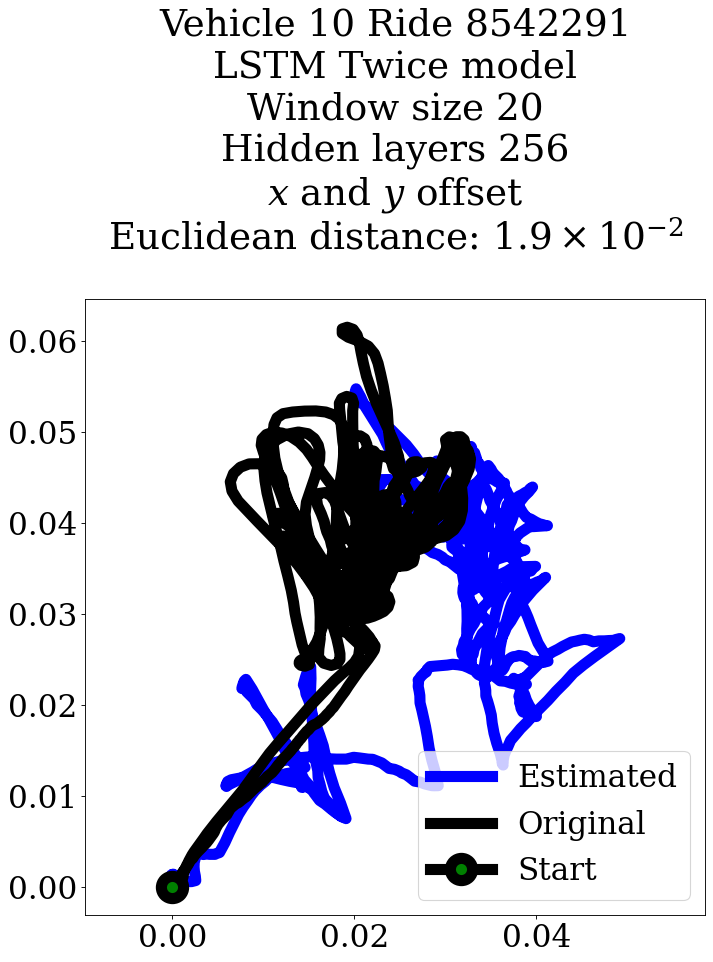 Vehicle 10 Ride 8542291
LSTM Twice model
Window size 20
Hidden layers 256
x and y offset
Euclidean distance: 1.9 × 10⁻²
0.06
0.05
0.04
0.03
0.02
0.01
0.00
Estimated
Original
Start
0.00 0.02 0.04